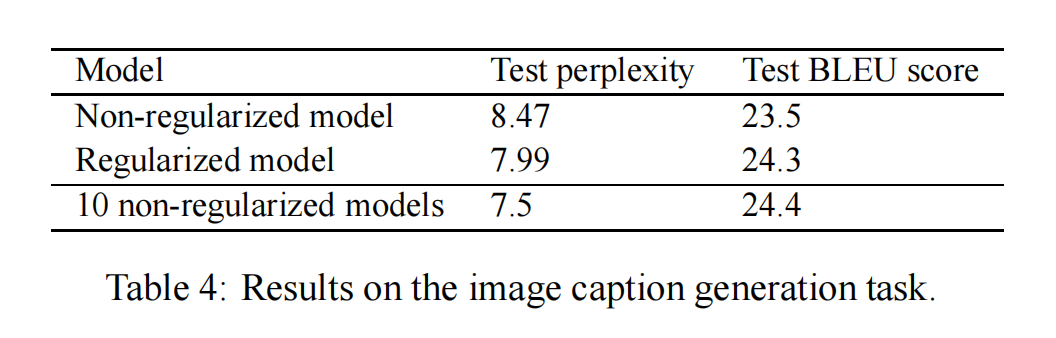 Model Test perplexity Test BLEU score
Non-regularized model 8.47 23.5
Regularized model 7.99 24.3
10 non-regularized models 7.5 24.4
Table 4: Results on the image caption generation task.